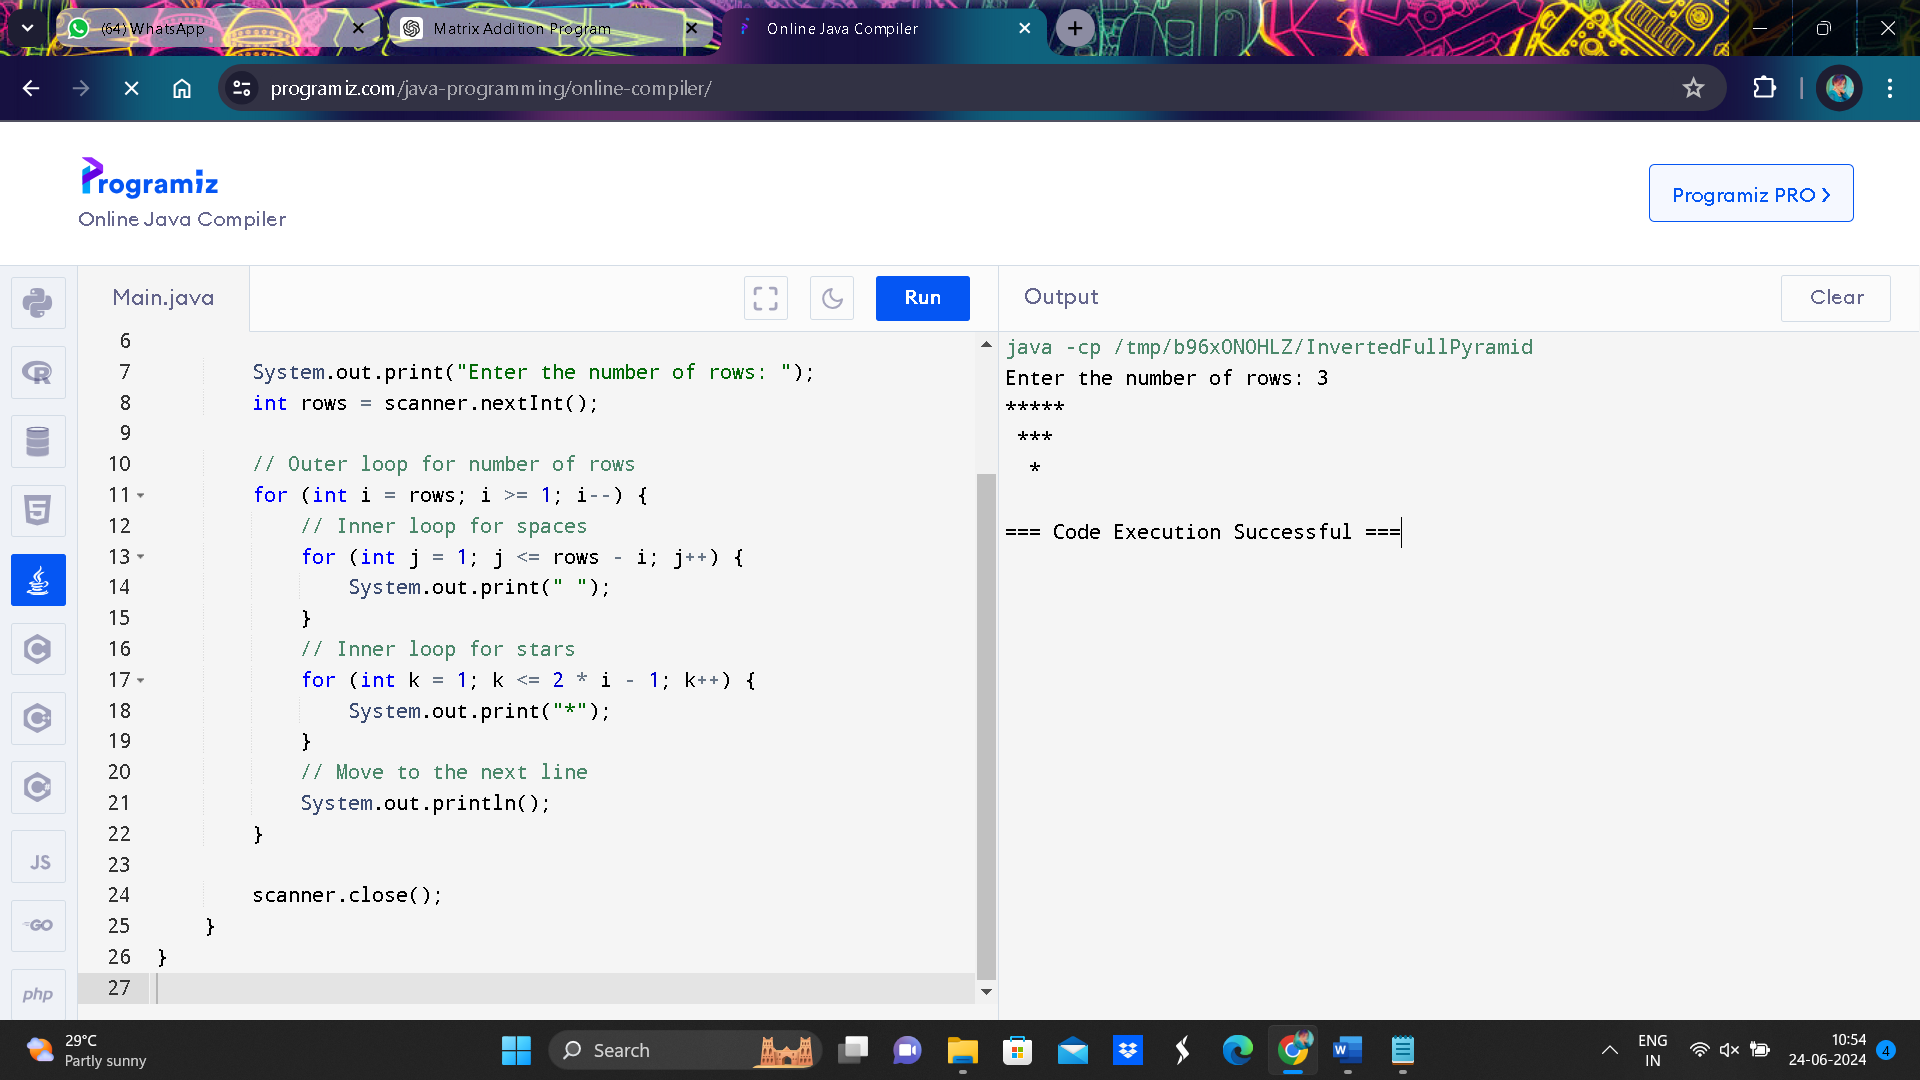 (64) WhatsApp
Matrix Addition Program
Online Java Compiler
programiz.com/java-programming/online-compiler/
Programiz
Online Java Compiler
Programiz PRO
Main.java
Run
Output
Clear
6
7 System.out.print("Enter the number of rows: ");
8 int rows = scanner.nextInt();
9
10 // Outer loop for number of rows
11 for (int i = rows; i >= 1; i--) {
12 // Inner loop for spaces
13 for (int j = 1; j <= rows - i; j++) {
14 System.out.print(" ");
15 }
16 // Inner loop for stars
17 for (int k = 1; k <= 2 * i - 1; k++) {
18 System.out.print("*");
19 }
20 // Move to the next line
21 System.out.println();
22 }
23
24 scanner.close();
25 }
26 }
27
java -cp /tmp/b96xONOHLZ/InvertedFullPyramid
Enter the number of rows: 3
*****
 ***
  *
=== Code Execution Successful ===
R
5
C
C++
C#
JS
GO
php
29°C
Partly sunny
Search
W
ENG
IN
10:54
24-06-2024
4